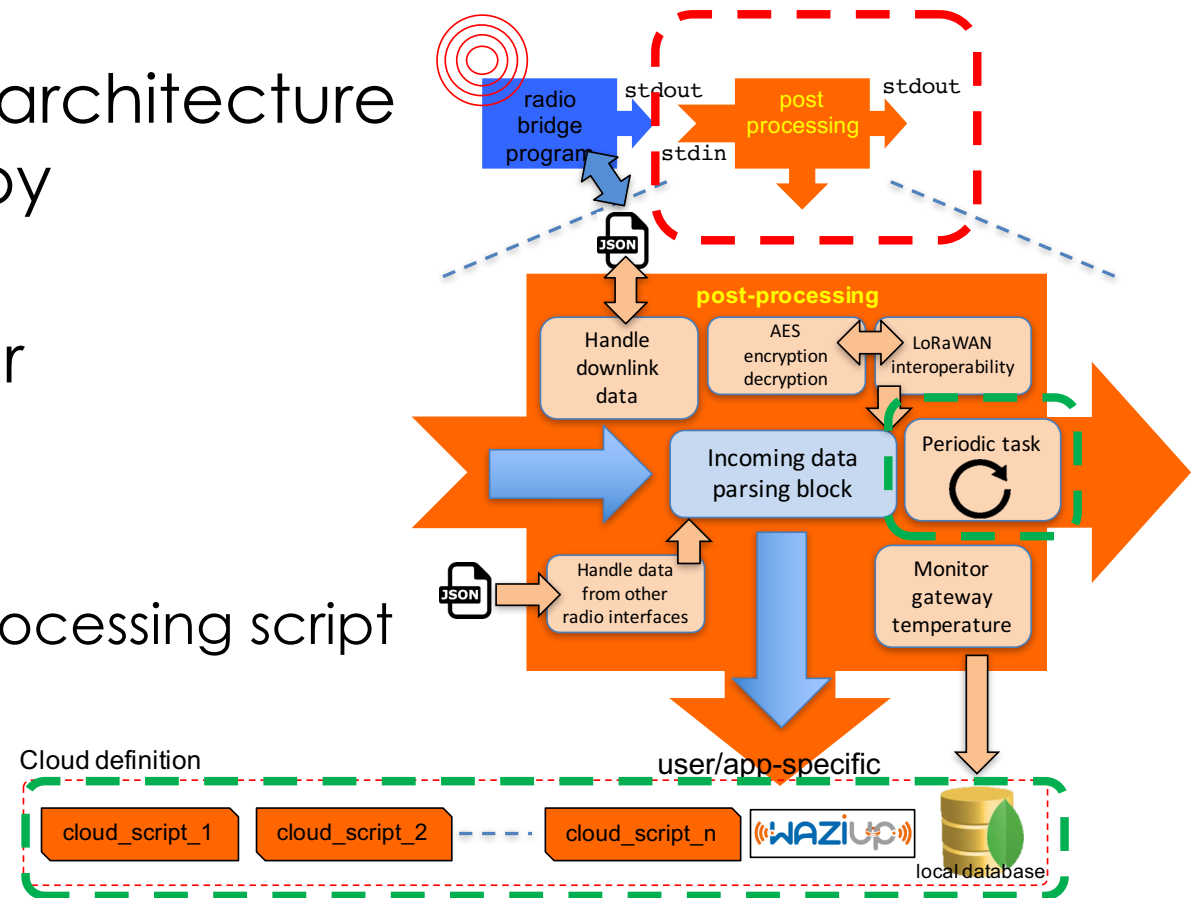 architecture
by
r
ocessing script
radio
bridge
program
stdout
stdin
post
processing
stdout
JSON
post-processing
Handle
downlink
data
AES
encryption
decryption
LoRaWAN
interoperability
Incoming data
parsing block
Periodic task
JSON
Handle data
from other
radio interfaces
Monitor
gateway
temperature
Cloud definition
user/app-specific
cloud_script_1
cloud_script_2
cloud_script_n
WAZIUP
local database